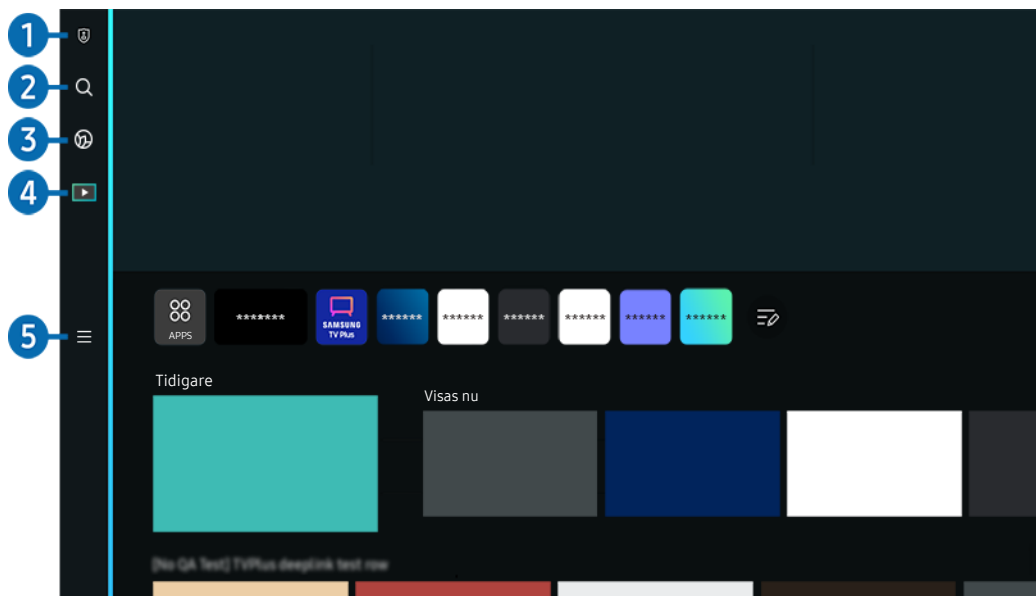 1
2
3
4
5
APPS
*******
SAMSUNG
TV Plus
******
******
******
******
******
******
Tidigare
Visas nu
[No QA Test] TVPlus deeplink test row